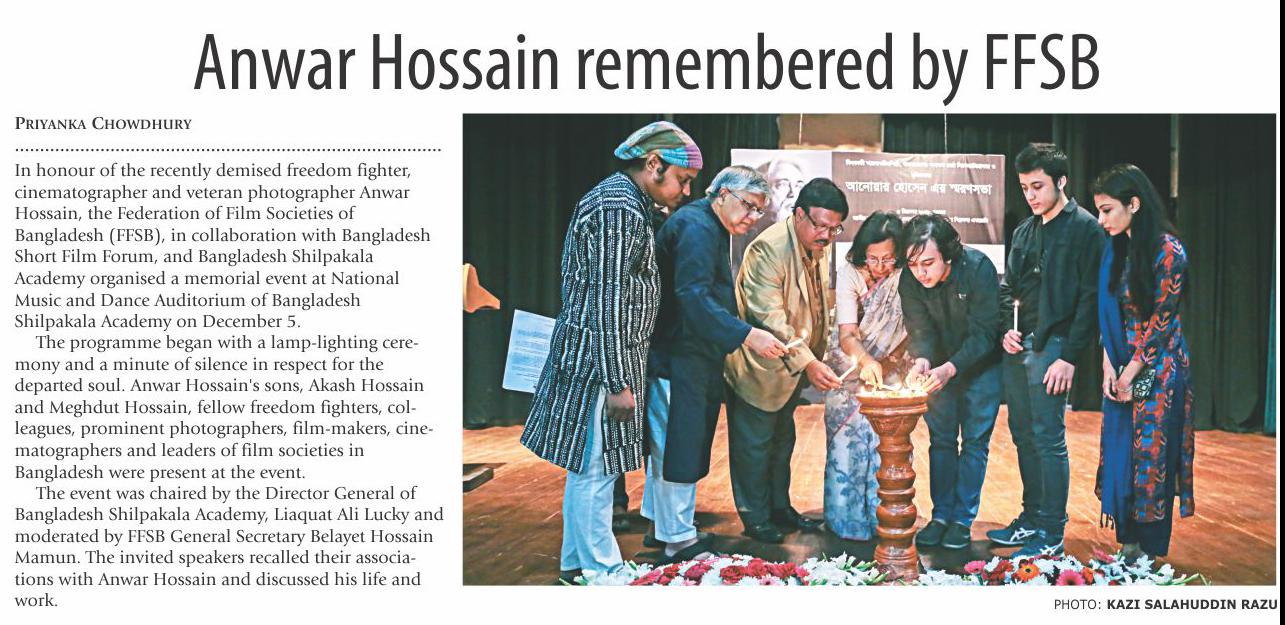 Anwar Hossain remembered by FFSB
PRIYANKA CHOWDHURY
In honour of the recently demised freedom fighter,
cinematographer and veteran photographer Anwar
Hossain, the Federation of Film Societies of
Bangladesh (FFSB), in collaboration with Bangladesh
Short Film Forum, and Bangladesh Shilpakala
Academy organised a memorial event at National
Music and Dance Auditorium of Bangladesh
Shilpakala Academy on December 5.
The programme began with a lamp-lighting cere-
mony and a minute of silence in respect for the
departed soul. Anwar Hossain's sons, Akash Hossain
and Meghdut Hossain, fellow freedom fighters, col-
leagues, prominent photographers, film-makers, cine-
matographers and leaders of film societies in
Bangladesh were present at the event.
The event was chaired by the Director General of
Bangladesh Shilpakala Academy, Liaquat Ali Lucky and
moderated by FFSB General Secretary Belayet Hossain
Mamun. The invited speakers recalled their associa-
tions with Anwar Hossain and discussed his life and
work.
আনোয়ার হোসেন এর স্মরণসভা
PHOTO: KAZI SALAHUDDIN RAZU